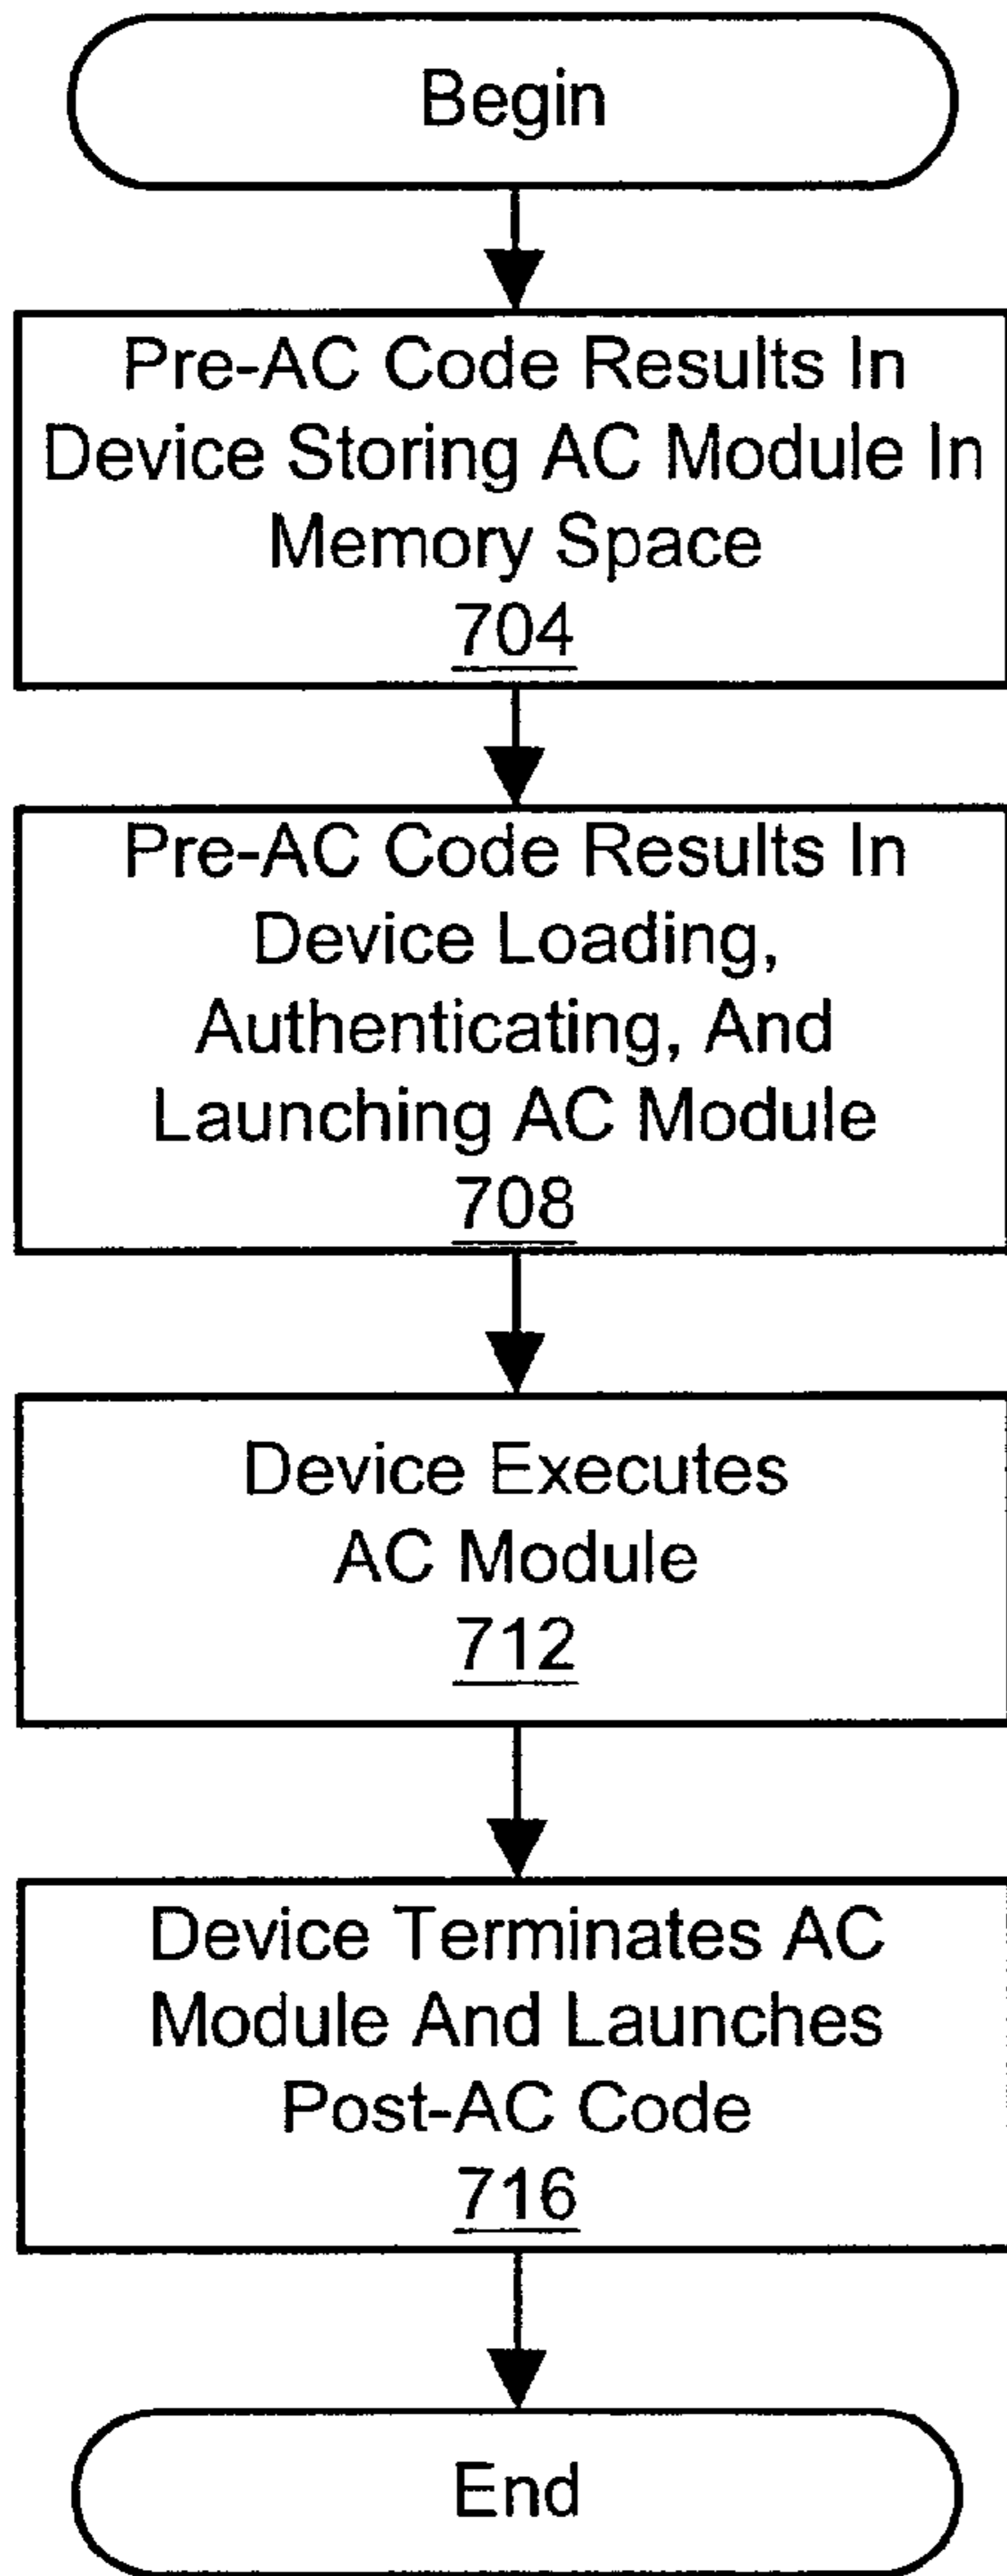 Begin
Pre-AC Code Results In
Device Storing AC Module In
Memory Space
704
Pre-AC Code Results In
Device Loading,
Authenticating, And
Launching AC Module
708
Device Executes
AC Module
712
Device Terminates AC
Module And Launches
Post-AC Code
716
End